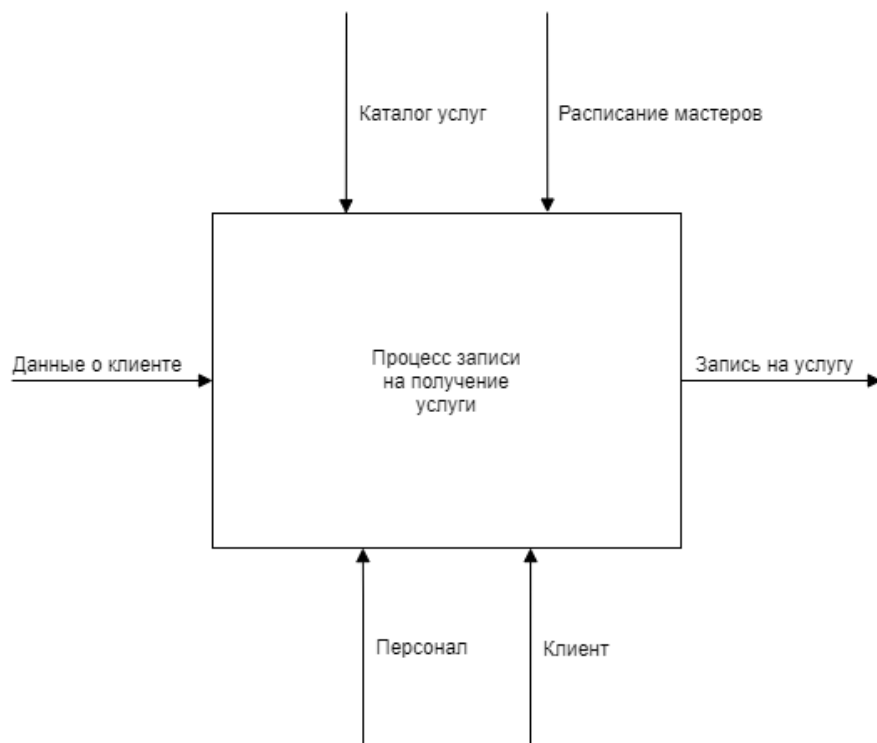 Каталог услуг
Расписание мастеров
Данные о клиенте
Процесс записи
на получение
услуги
Запись на услугу
Персонал
Клиент